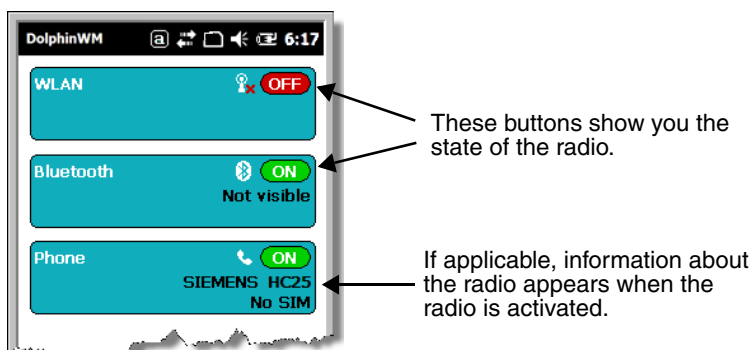 DolphinWM a 6:17
WLAN OFF
These buttons show you the
state of the radio.
Bluetooth ON
Not visible
Phone ON
SIEMENS HC25
No SIM
If applicable, information about
the radio appears when the
radio is activated.